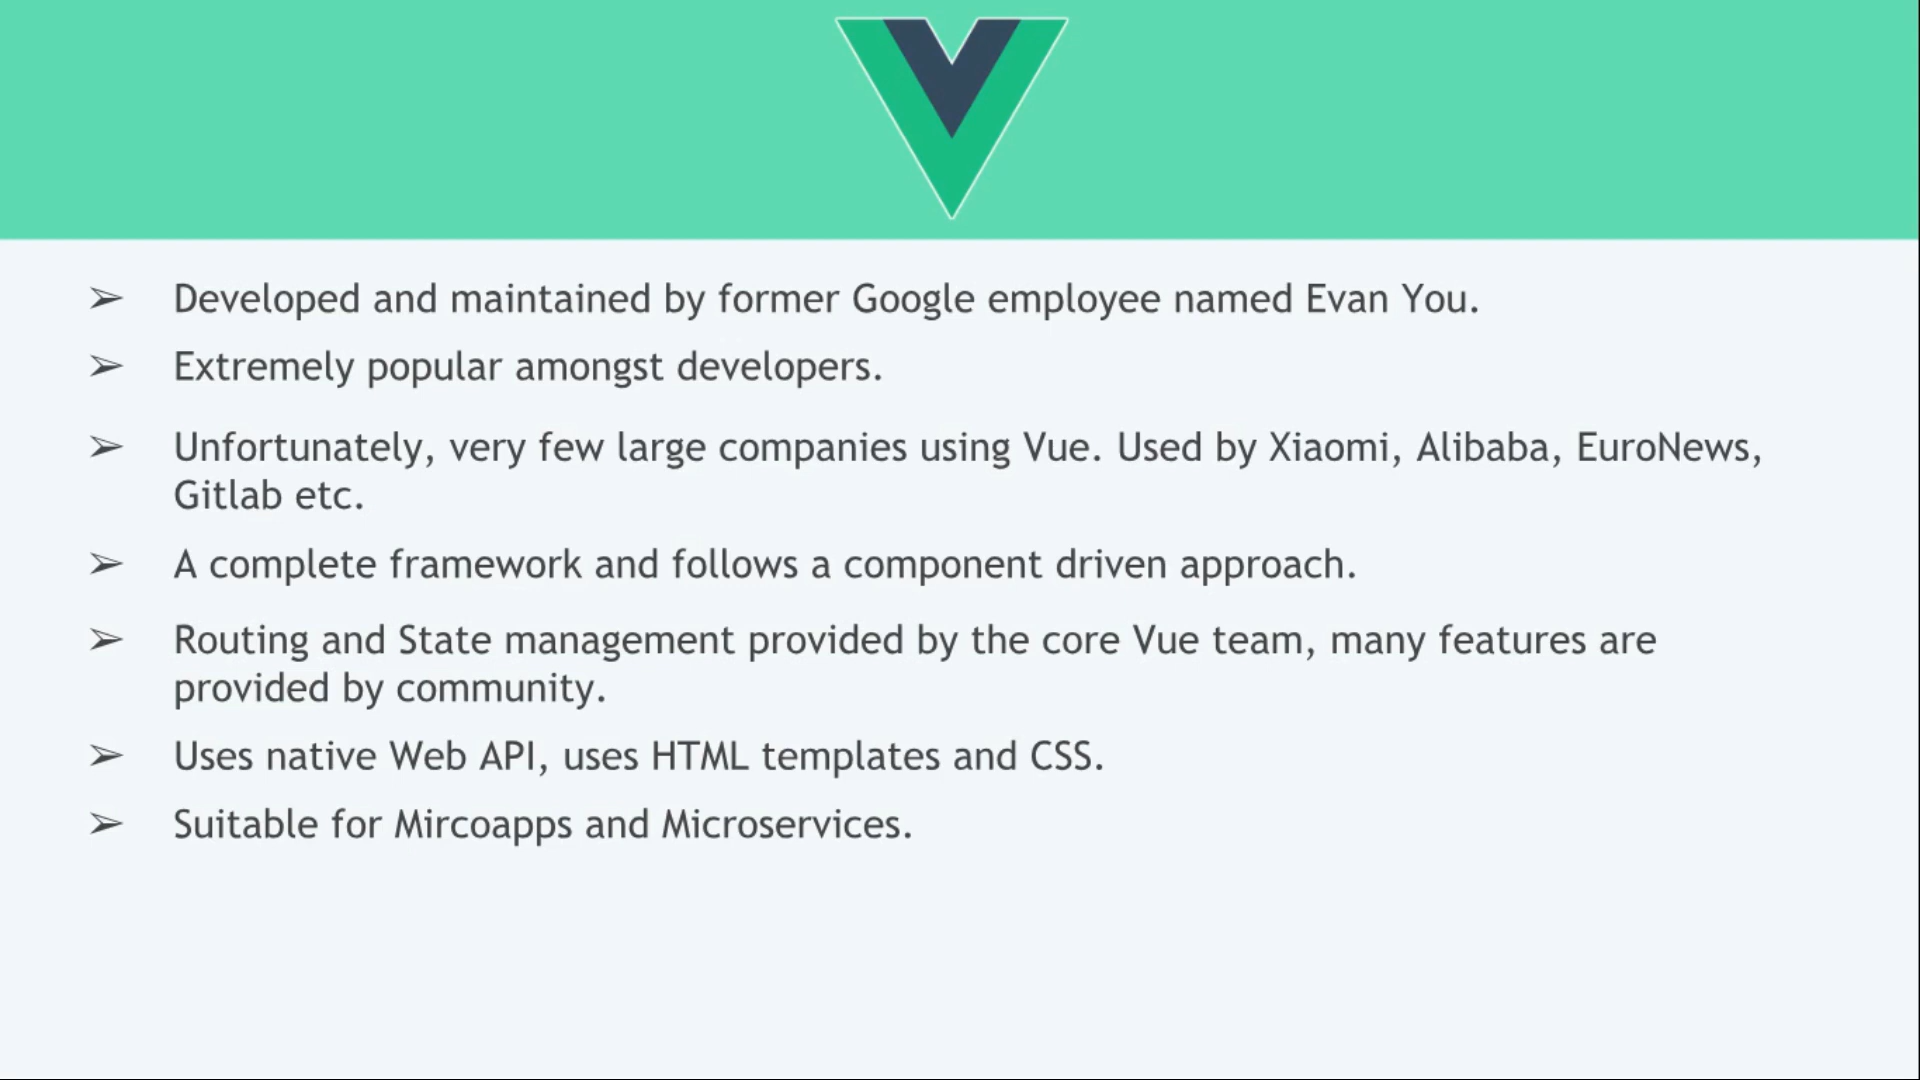 ➢ Developed and maintained by former Google employee named Evan You.
➢ Extremely popular amongst developers.
➢ Unfortunately, very few large companies using Vue. Used by Xiaomi, Alibaba, EuroNews,
Gitlab etc.
➢ A complete framework and follows a component driven approach.
➢ Routing and State management provided by the core Vue team, many features are
provided by community.
➢ Uses native Web API, uses HTML templates and CSS.
➢ Suitable for Mircoapps and Microservices.